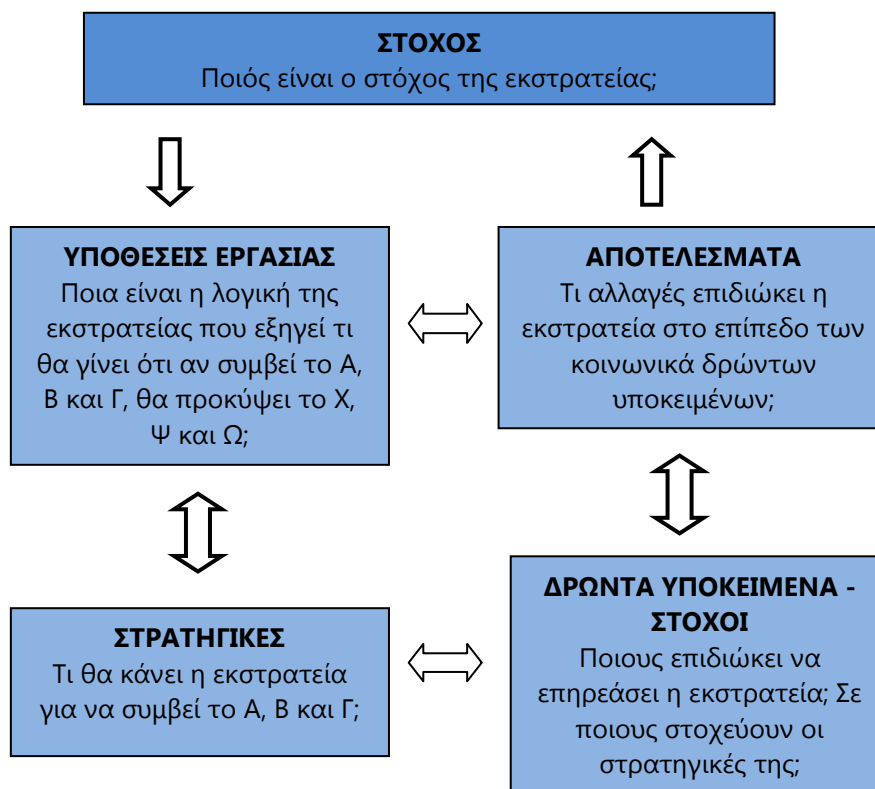 ΣΤΟΧΟΣ
Ποιός είναι ο στόχος της εκστρατείας;
ΥΠΟΘΕΣΕΙΣ ΕΡΓΑΣΙΑΣ
Ποια είναι η λογική της
εκστρατείας που εξηγεί τι
θα γίνει ότι αν συμβεί το Α,
Β και Γ, θα προκύψει το Χ,
Ψ και Ω;
ΑΠΟΤΕΛΕΣΜΑΤΑ
Τι αλλαγές επιδιώκει η
εκστρατεία στο επίπεδο των
κοινωνικά δρώντων
υποκειμένων;
ΣΤΡΑΤΗΓΙΚΕΣ
Τι θα κάνει η εκστρατεία
για να συμβεί το Α, Β και Γ;
ΔΡΩΝΤΑ ΥΠΟΚΕΙΜΕΝΑ -
ΣΤΟΧΟΙ
Ποιους επιδιώκει να
επηρεάσει η εκστρατεία; Σε
ποιους στοχεύουν οι
στρατηγικές της;